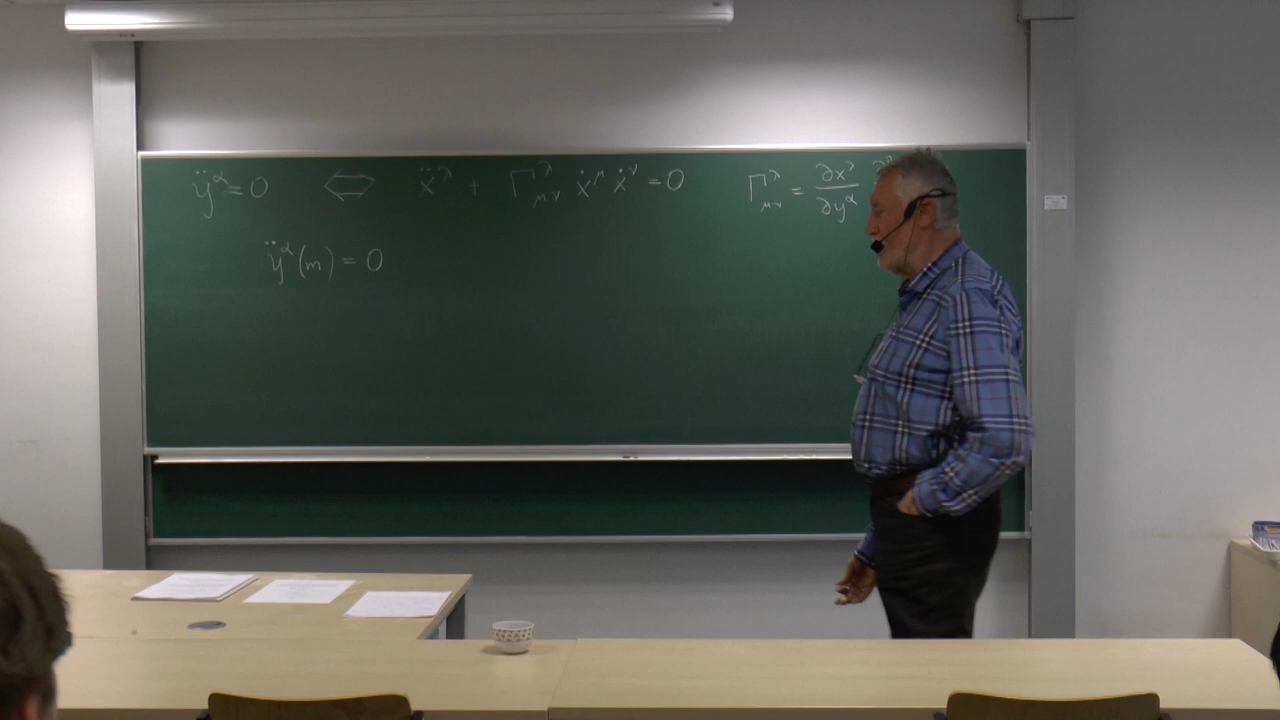 ÿ^α = 0 ⇔ ẍ^λ + Γ^λ_μν ẋ^μ ẋ^ν = 0 Γ^λ_μν = ∂x^λ/∂y^α
ÿ^α(m) = 0